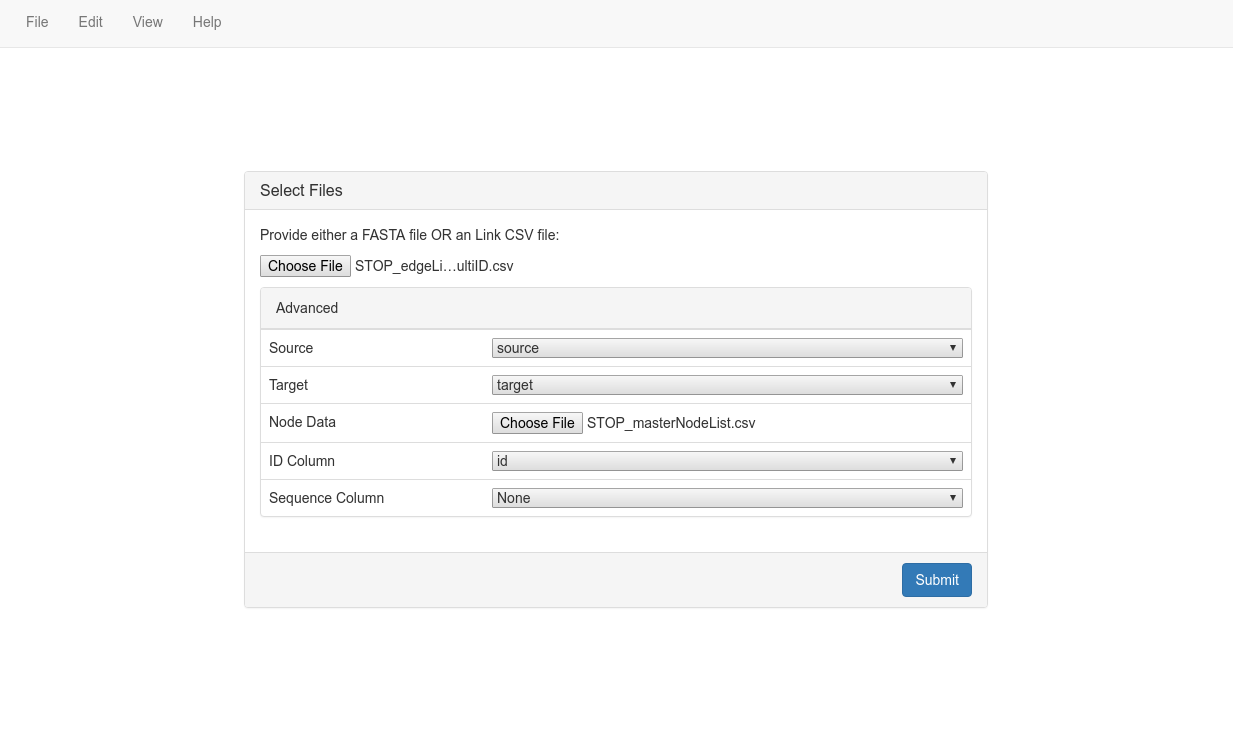 File Edit View Help
Select Files
Provide either a FASTA file OR an Link CSV file:
Choose File STOP_edgeLi…ultiID.csv
Advanced
Source source
Target target
Node Data Choose File STOP_masterNodeList.csv
ID Column id
Sequence Column None
Submit